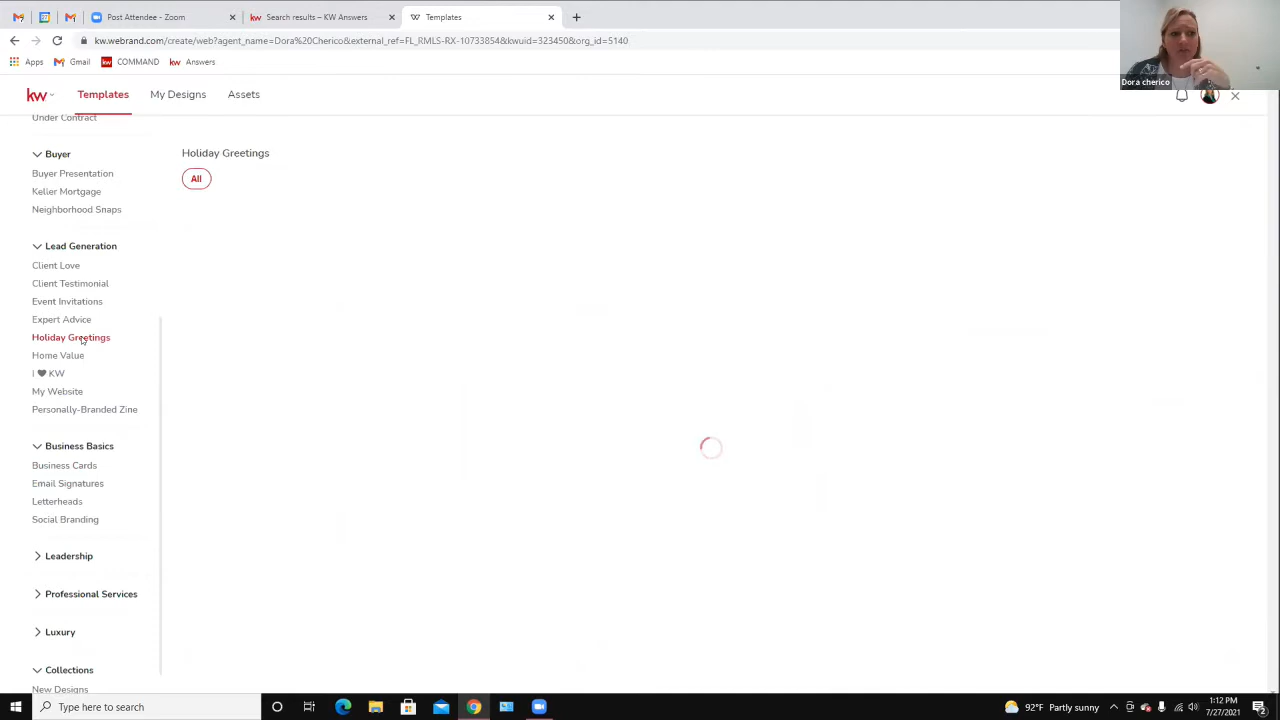 Post Attendee - Zoom
Search results – KW Answers
Templates
kw.webrand.com/create/web?agent_name=Dora%20Cherico&external_ref=FL_RMLS-RX-10733854&kwuid=323450&org_id=5140
Apps
Gmail
COMMAND
Answers
Dora cherico
kw
Templates
My Designs
Assets
Under Contract
Buyer
Buyer Presentation
Keller Mortgage
Neighborhood Snaps
Lead Generation
Client Love
Client Testimonial
Event Invitations
Expert Advice
Holiday Greetings
Home Value
I ♥ KW
My Website
Personally-Branded Zine
Business Basics
Business Cards
Email Signatures
Letterheads
Social Branding
Leadership
Professional Services
Luxury
Collections
New Designs
Holiday Greetings
All
Type here to search
92°F Partly sunny
1:12 PM
7/27/2021
2